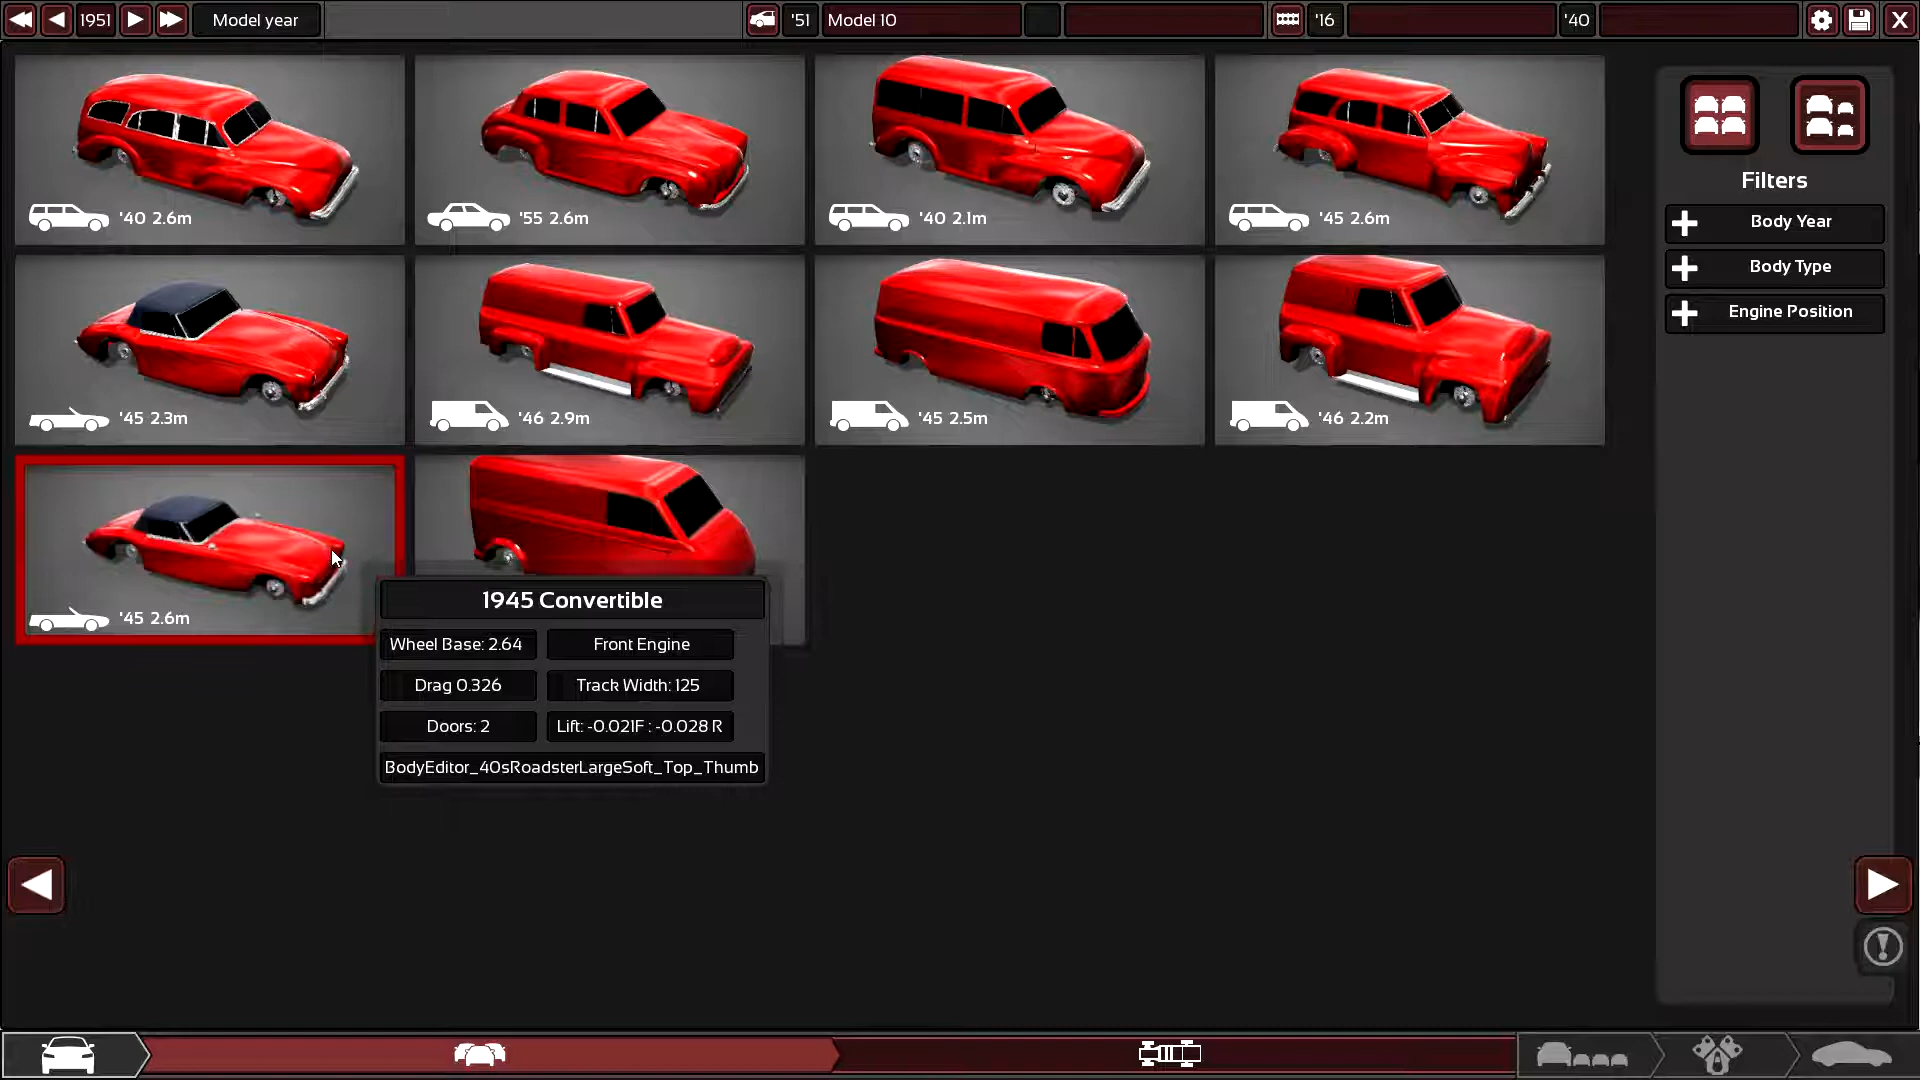 1951 Model year '51 Model 10 '16 '40
'40 2.6m '55 2.6m '40 2.1m '45 2.6m
'45 2.3m '46 2.9m '45 2.5m '46 2.2m
'45 2.6m
1945 Convertible
Wheel Base: 2.64 Front Engine
Drag 0.326 Track Width: 125
Doors: 2 Lift: -0.021F : -0.028 R
BodyEditor_40sRoadsterLargeSoft_Top_Thumb
Filters
Body Year
Body Type
Engine Position